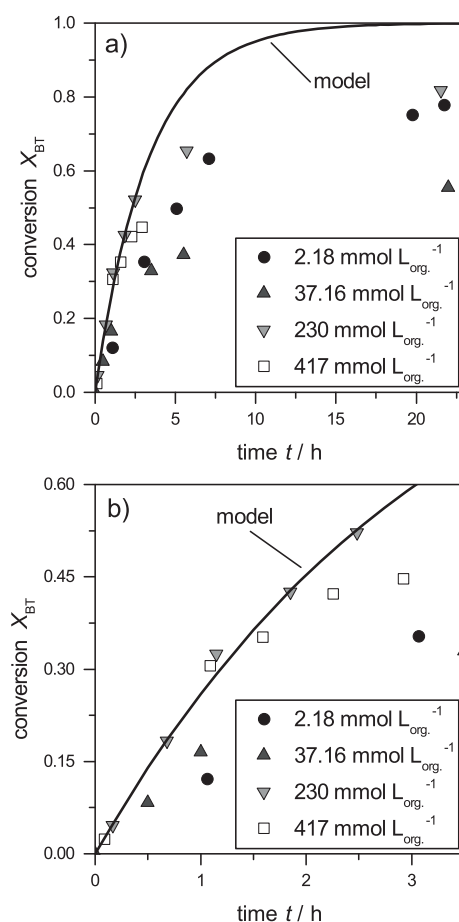 a)
1.0
0.8
0.6
0.4
0.2
0.0
conversion X_BT
model
2.18 mmol L_org.^-1
37.16 mmol L_org.^-1
230 mmol L_org.^-1
417 mmol L_org.^-1
0 5 10 15 20
time t / h
b)
0.60
0.45
0.30
0.15
0.00
conversion X_BT
model
2.18 mmol L_org.^-1
37.16 mmol L_org.^-1
230 mmol L_org.^-1
417 mmol L_org.^-1
0 1 2 3
time t / h